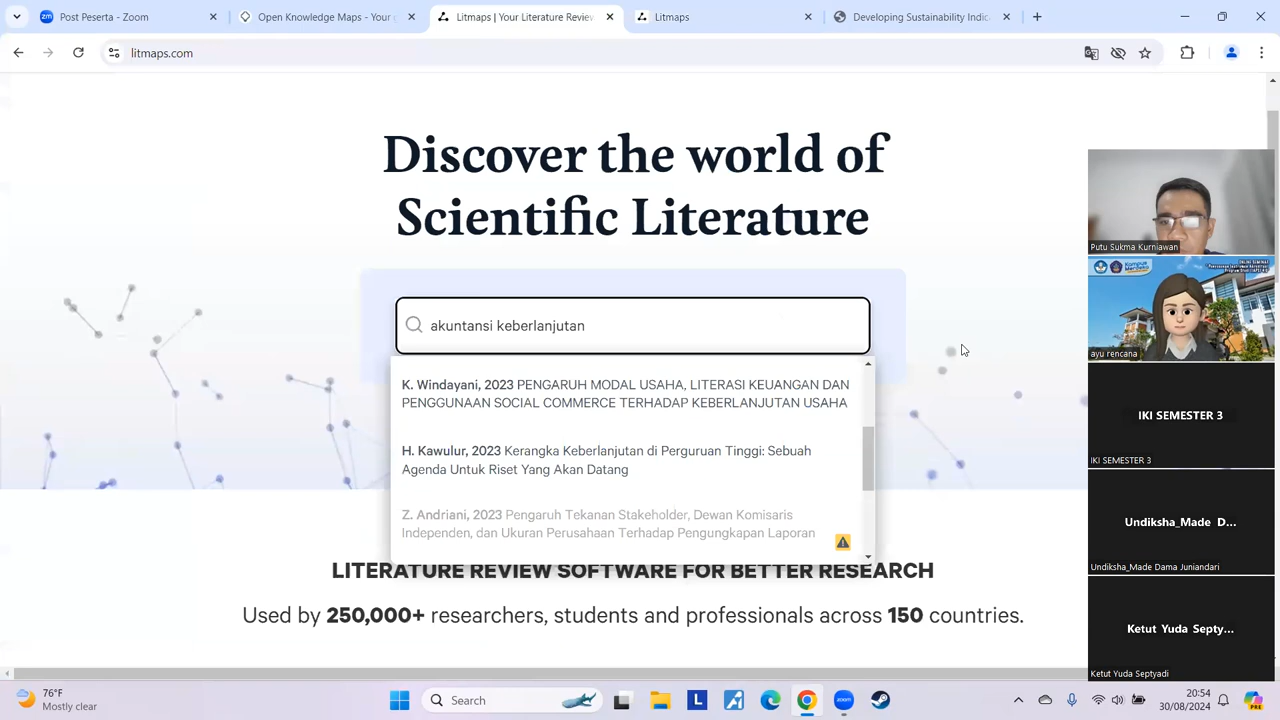 Post Peserta - Zoom
Open Knowledge Maps - Your g
Litmaps | Your Literature Review
Litmaps
Developing Sustainability Indic
litmaps.com
Discover the world of
Scientific Literature
akuntansi keberlanjutan
K. Windayani, 2023 PENGARUH MODAL USAHA, LITERASI KEUANGAN DAN
PENGGUNAAN SOCIAL COMMERCE TERHADAP KEBERLANJUTAN USAHA
H. Kawulur, 2023 Kerangka Keberlanjutan di Perguruan Tinggi: Sebuah
Agenda Untuk Riset Yang Akan Datang
Z. Andriani, 2023 Pengaruh Tekanan Stakeholder, Dewan Komisaris
Independen, dan Ukuran Perusahaan Terhadap Pengungkapan Laporan
LITERATURE REVIEW SOFTWARE FOR BETTER RESEARCH
Used by 250,000+ researchers, students and professionals across 150 countries.
Putu Sukma Kurniawan
Kampus
Merdeka
ONLINE SEMINAR
ayu rencana
IKI SEMESTER 3
IKI SEMESTER 3
Undiksha_Made D...
Undiksha_Made Dama Juniandari
Ketut Yuda Septy...
Ketut Yuda Septyadi
76°F
Mostly clear
Search
zoom
PRE
20:54
30/08/2024